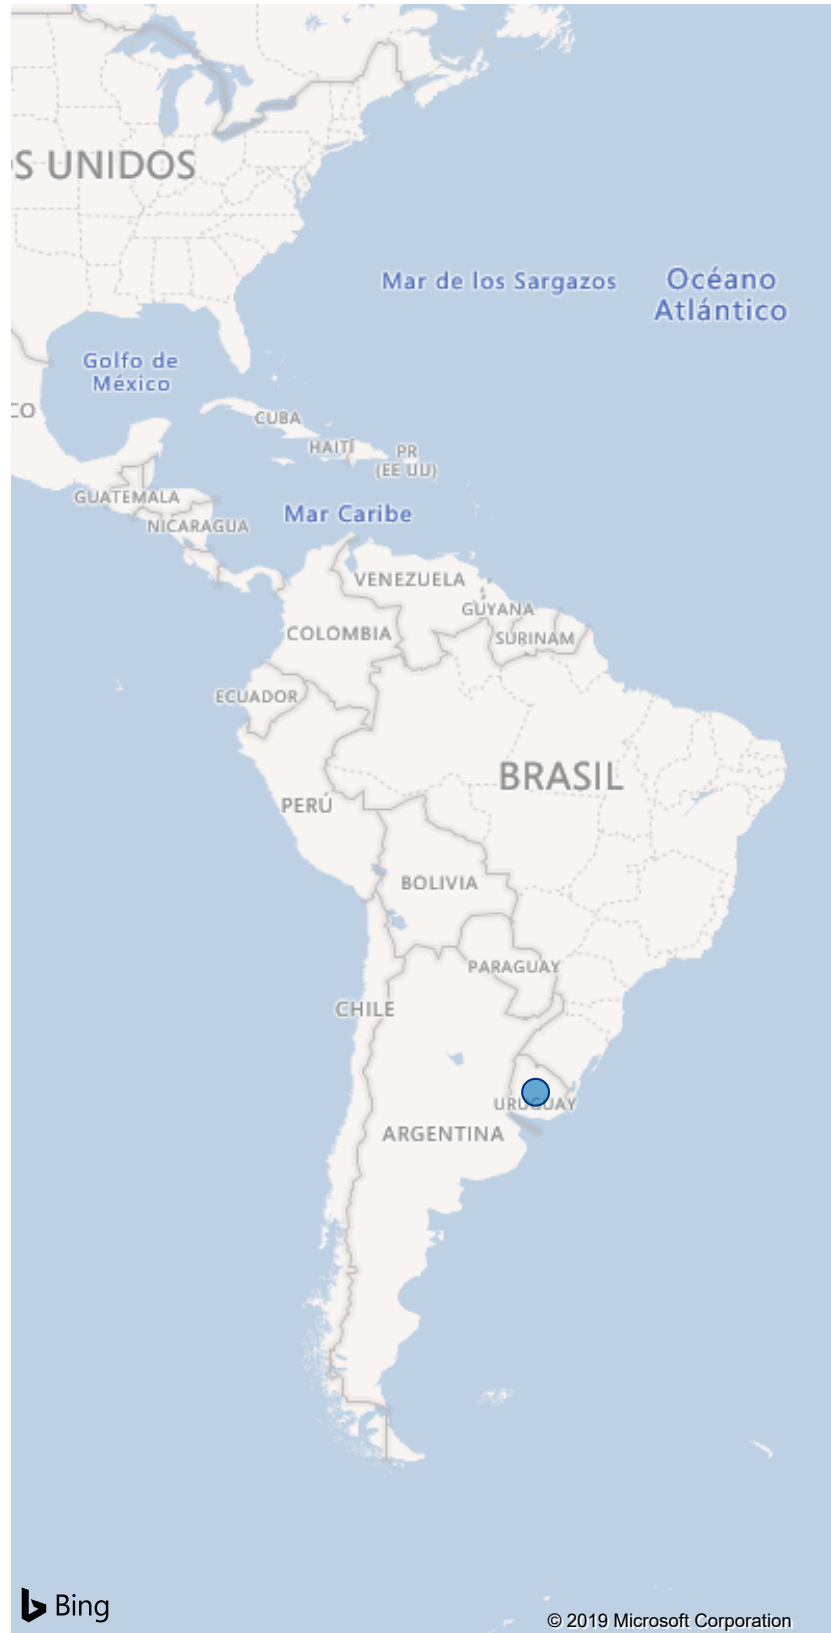 S UNIDOS
Mar de los Sargazos
Océano
Atlántico
Golfo de
México
CO
CUBA
HAITÍ
PR
(EE UU)
GUATEMALA
Mar Caribe
NICARAGUA
VENEZUELA
GUYANA
COLOMBIA
SURINAM
ECUADOR
BRASIL
PERÚ
BOLIVIA
PARAGUAY
CHILE
URUGUAY
ARGENTINA
Bing
© 2019 Microsoft Corporation